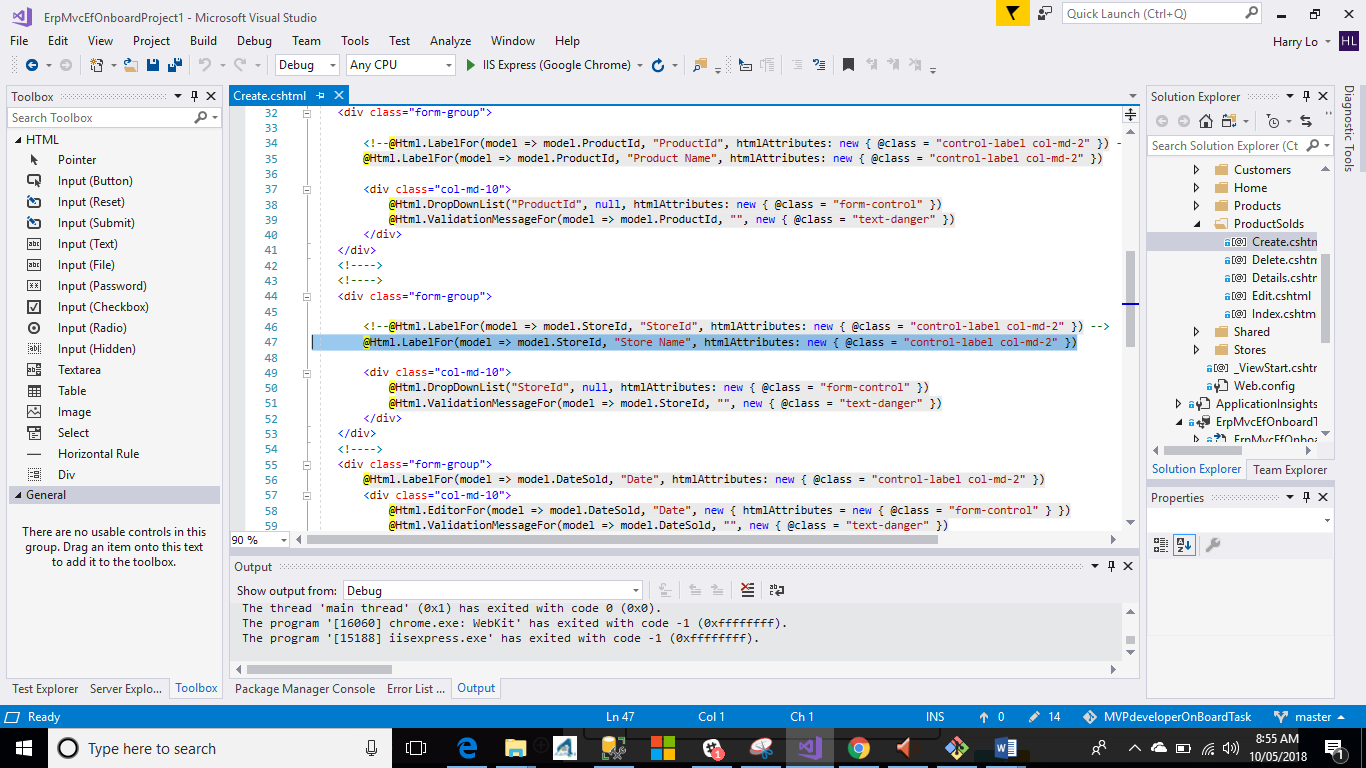 ErpMvcEfOnboardProject1 - Microsoft Visual Studio
Quick Launch (Ctrl+Q)
File Edit View Project Build Debug Team Tools Test Analyze Window Help
Harry Lo HL
Debug Any CPU IIS Express (Google Chrome)
Toolbox
Search Toolbox
HTML
Pointer
Input (Button)
Input (Reset)
Input (Submit)
Input (Text)
Input (File)
Input (Password)
Input (Checkbox)
Input (Radio)
Input (Hidden)
Textarea
Table
Image
Select
Horizontal Rule
Div
General
There are no usable controls in this
group. Drag an item onto this text
to add it to the toolbox.
Test Explorer Server Explo... Toolbox
Create.cshtml
32 <div class="form-group">
33
34 <!--@Html.LabelFor(model => model.ProductId, "ProductId", htmlAttributes: new { @class = "control-label col-md-2" }) -
35 @Html.LabelFor(model => model.ProductId, "Product Name", htmlAttributes: new { @class = "control-label col-md-2" })
36
37 <div class="col-md-10">
38 @Html.DropDownList("ProductId", null, htmlAttributes: new { @class = "form-control" })
39 @Html.ValidationMessageFor(model => model.ProductId, "", new { @class = "text-danger" })
40 </div>
41 </div>
42 <!---->
43 <!---->
44 <div class="form-group">
45
46 <!--@Html.LabelFor(model => model.StoreId, "StoreId", htmlAttributes: new { @class = "control-label col-md-2" }) -->
47 @Html.LabelFor(model => model.StoreId, "Store Name", htmlAttributes: new { @class = "control-label col-md-2" })
48
49 <div class="col-md-10">
50 @Html.DropDownList("StoreId", null, htmlAttributes: new { @class = "form-control" })
51 @Html.ValidationMessageFor(model => model.StoreId, "", new { @class = "text-danger" })
52 </div>
53 </div>
54 <!---->
55 <div class="form-group">
56 @Html.LabelFor(model => model.DateSold, "Date", htmlAttributes: new { @class = "control-label col-md-2" })
57 <div class="col-md-10">
58 @Html.EditorFor(model => model.DateSold, "Date", new { htmlAttributes = new { @class = "form-control" } })
59 @Html.ValidationMessageFor(model => model.DateSold, "", new { @class = "text-danger" })
90 %
Output
Show output from: Debug
The thread 'main thread' (0x1) has exited with code 0 (0x0).
The program '[16060] chrome.exe: WebKit' has exited with code -1 (0xffffffff).
The program '[15188] iisexpress.exe' has exited with code -1 (0xffffffff).
Package Manager Console Error List ... Output
Solution Explorer
Search Solution Explorer (Ct
Customers
Home
Products
ProductSolds
Create.cshtm
Delete.cshtm
Details.cshtm
Edit.cshtml
Index.cshtm
Shared
Stores
_ViewStart.cshtm
Web.config
ApplicationInsights
ErpMvcEfOnboardT
ErpMvcEfOnboa
Solution Explorer Team Explorer
Properties
Diagnostic Tools
Ready Ln 47 Col 1 Ch 1 INS 0 14 MVPdeveloperOnBoardTask master
Type here to search
1
8:55 AM
10/05/2018
1